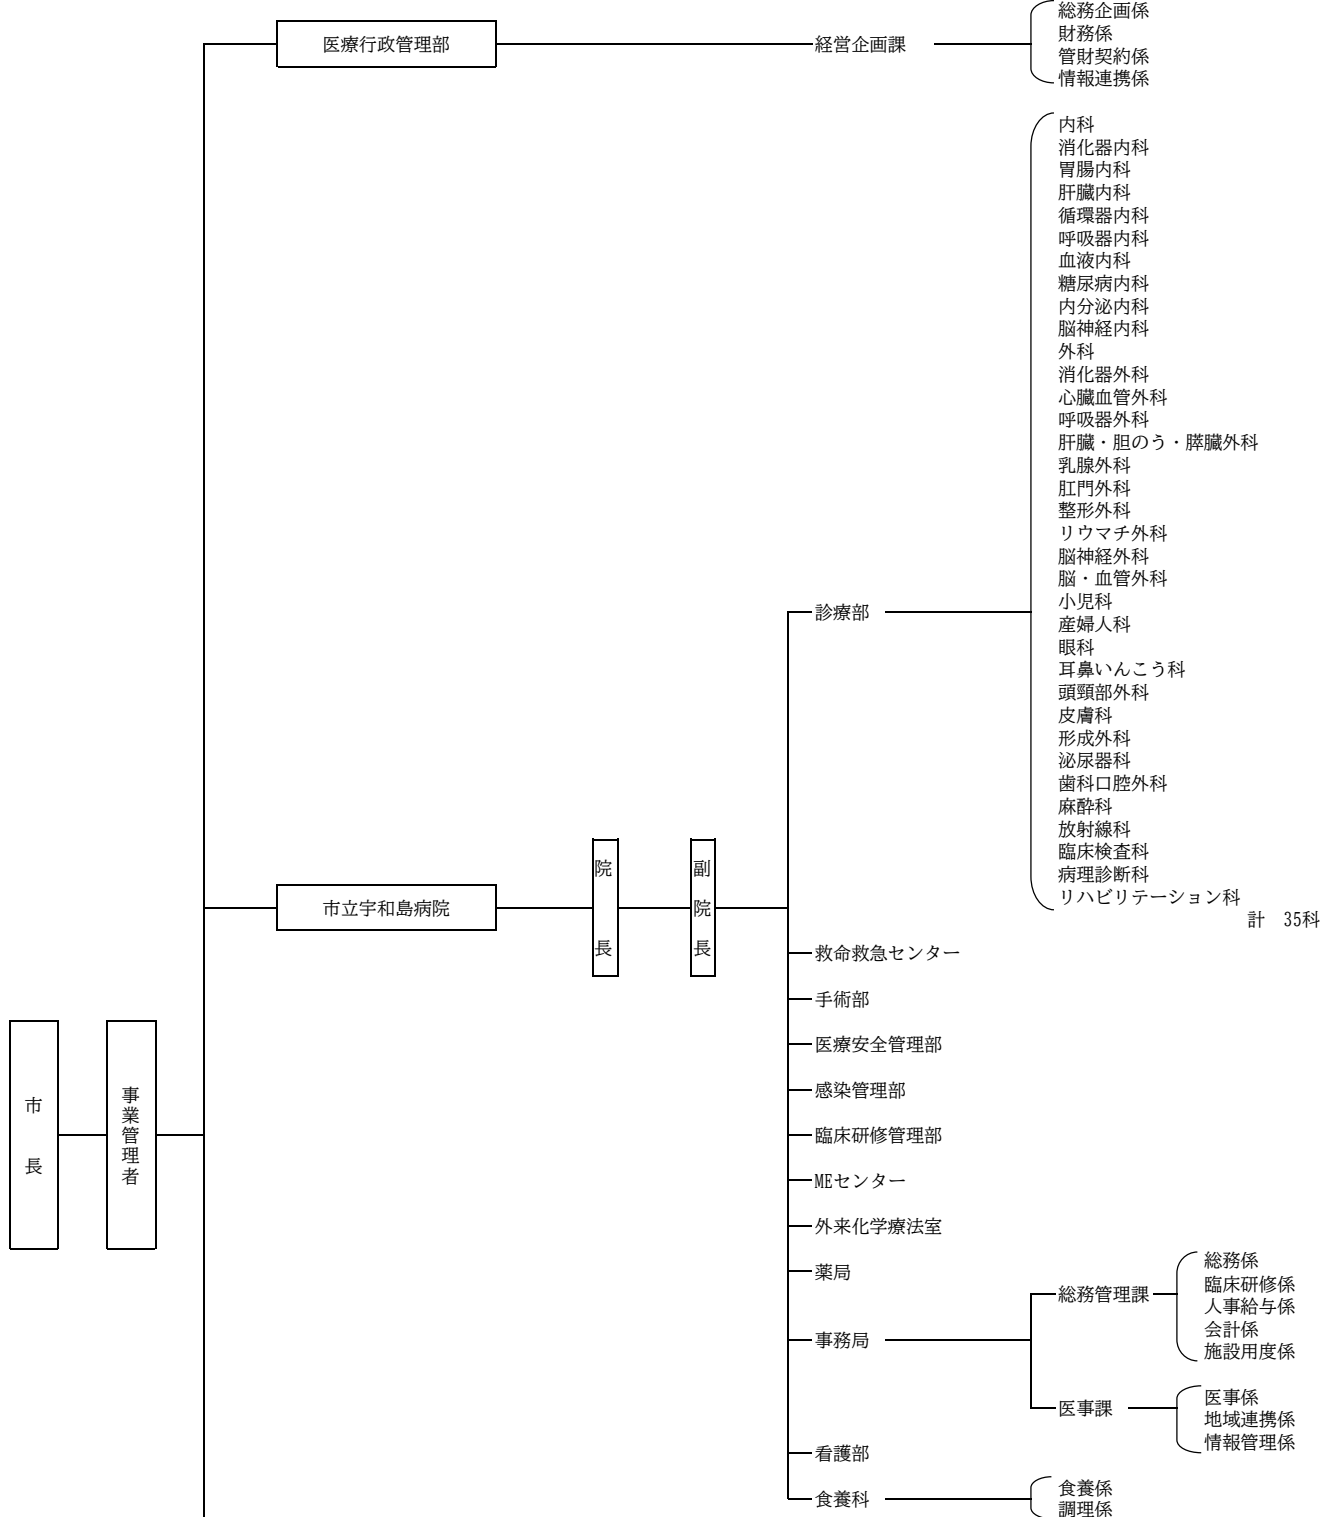 総務企画係
財務係
医療行政管理部
経営企画課
管財契約係
情報連携係
内科
消化器内科
胃腸内科
肝臓内科
循環器内科
呼吸器内科
血液内科
糖尿病内科
内分泌内科
脳神経内科
外科
消化器外科
心臓血管外科
呼吸器外科
肝臓・胆のう・膵臓外科
乳腺外科
肛門外科
整形外科
リウマチ外科
脳神経外科
脳・血管外科
小児科
診療部
産婦人科
眼科
耳鼻いんこう科
頭頸部外科
皮膚科
形成外科
泌尿器科
歯科口腔外科
麻酔科
放射線科
臨床検査科
病理診断科
リハビリテーション科
計 35科
市立宇和島病院
院長
副院長
救命救急センター
手術部
医療安全管理部
感染管理部
市長
事業管理者
臨床研修管理部
MEセンター
外来化学療法室
薬局
総務管理課
総務係
臨床研修係
人事給与係
会計係
施設用度係
事務局
医事課
医事係
地域連携係
情報管理係
看護部
食養科
食養係
調理係